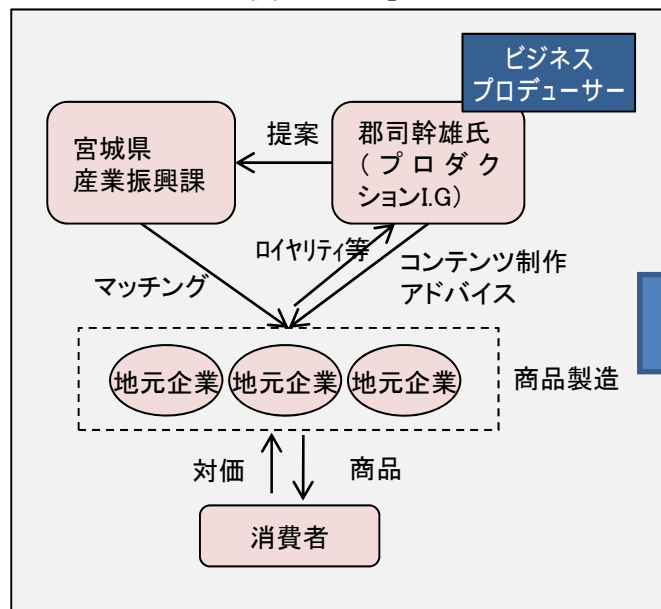 ビジネス
プロデューサー
宮城県
産業振興課
提案
郡司幹雄氏
(プロダク
ションI.G)
ロイヤリティ等
コンテンツ制作
アドバイス
マッチング
地元企業
地元企業
地元企業
商品製造
対価
商品
消費者